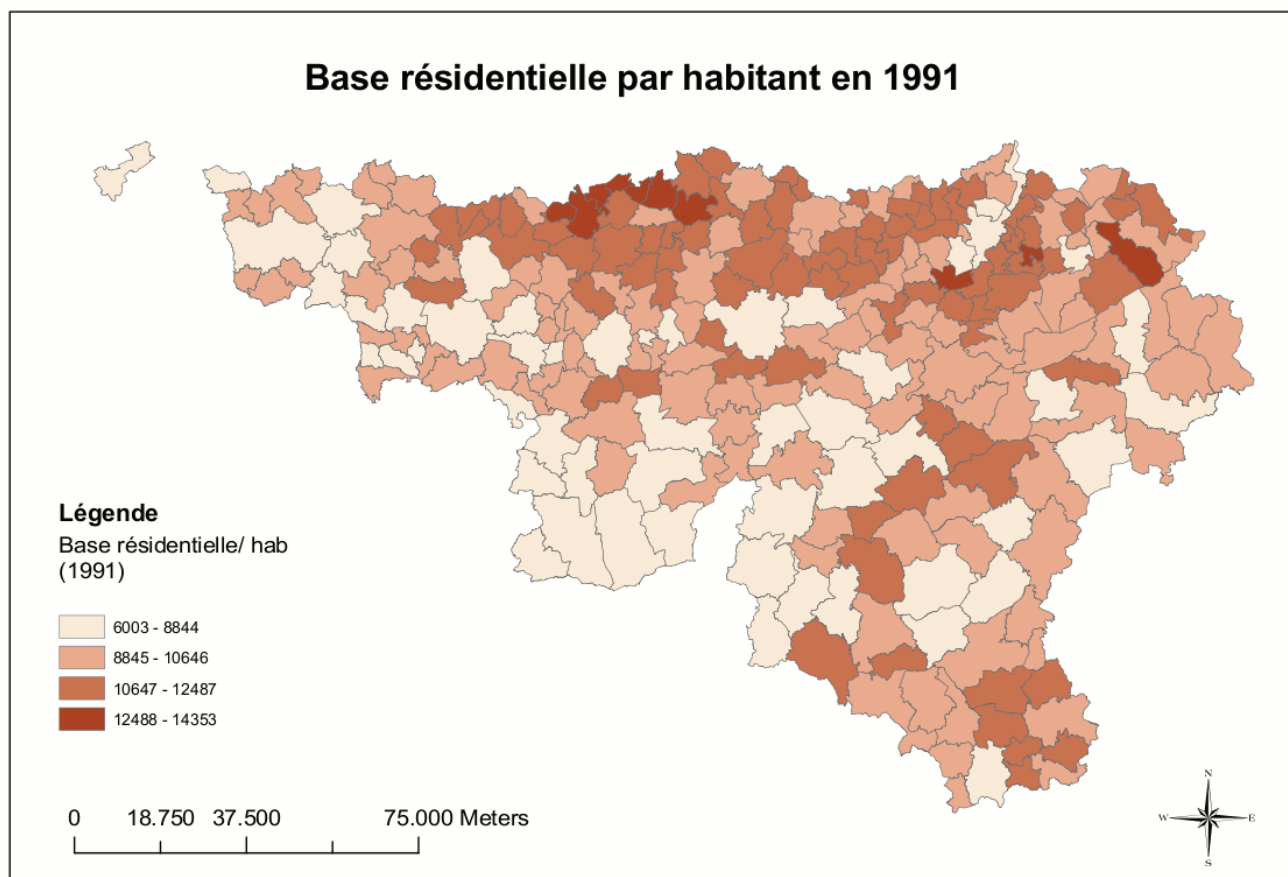 Base résidentielle par habitant en 1991
Légende
Base résidentielle/ hab
(1991)
6003 - 8844
8845 - 10646
10647 - 12487
12488 - 14353
0 18.750 37.500 75.000 Meters
N
W E
S